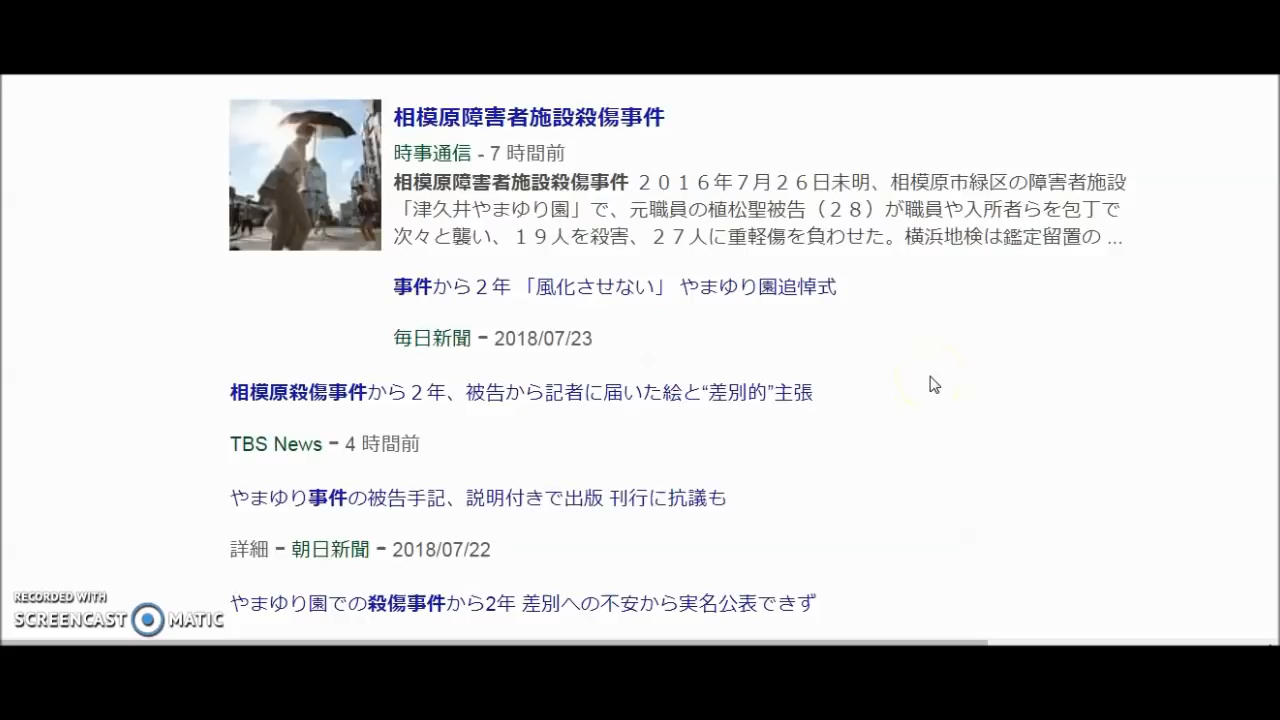 相模原障害者施設殺傷事件
時事通信 - 7 時間前
相模原障害者施設殺傷事件 ２０１６年７月２６日未明、相模原市緑区の障害者施設
「津久井やまゆり園」で、元職員の植松聖被告（２８）が職員や入所者らを包丁で
次々と襲い、１９人を殺害、２７人に重軽傷を負わせた。横浜地検は鑑定留置の ...
事件から２年 「風化させない」 やまゆり園追悼式
毎日新聞 - 2018/07/23
相模原殺傷事件から２年、被告から記者に届いた絵と“差別的”主張
TBS News - 4 時間前
やまゆり事件の被告手記、説明付きで出版 刊行に抗議も
詳細 - 朝日新聞 - 2018/07/22
やまゆり園での殺傷事件から2年 差別への不安から実名公表できず
RECORDED WITH
SCREENCAST MATIC